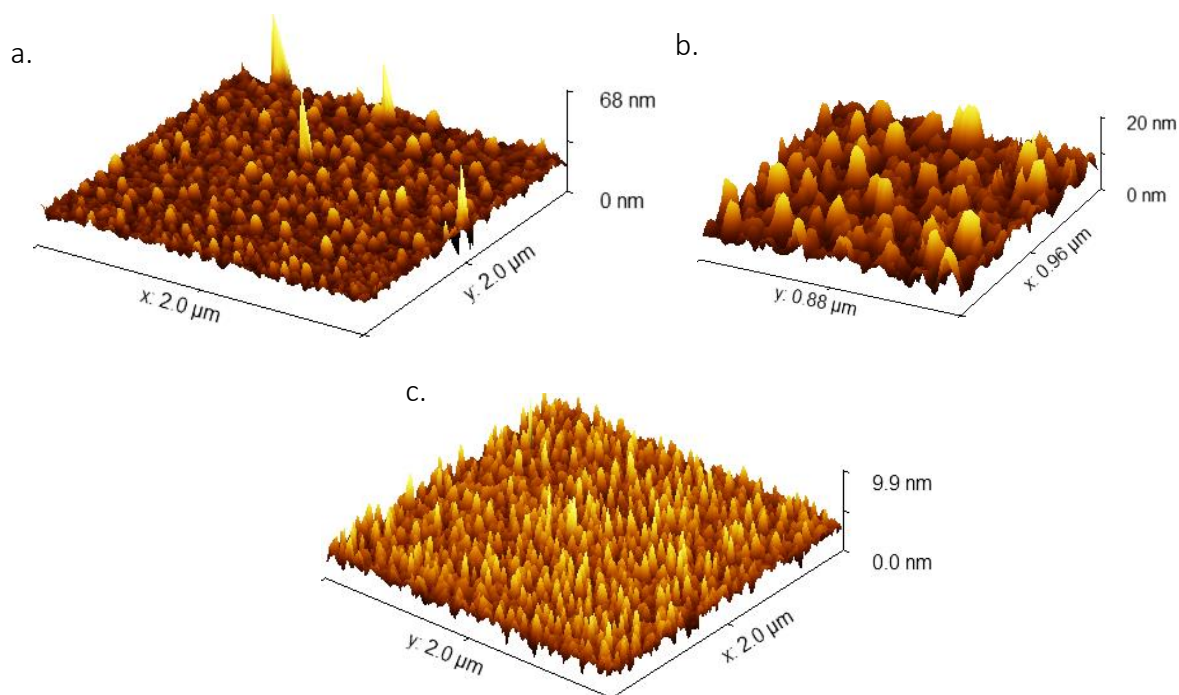 a.
68 nm
0 nm
x: 2.0 µm
y: 2.0 µm
b.
20 nm
0 nm
y: 0.88 µm
x: 0.96 µm
c.
9.9 nm
0.0 nm
y: 2.0 µm
x: 2.0 µm